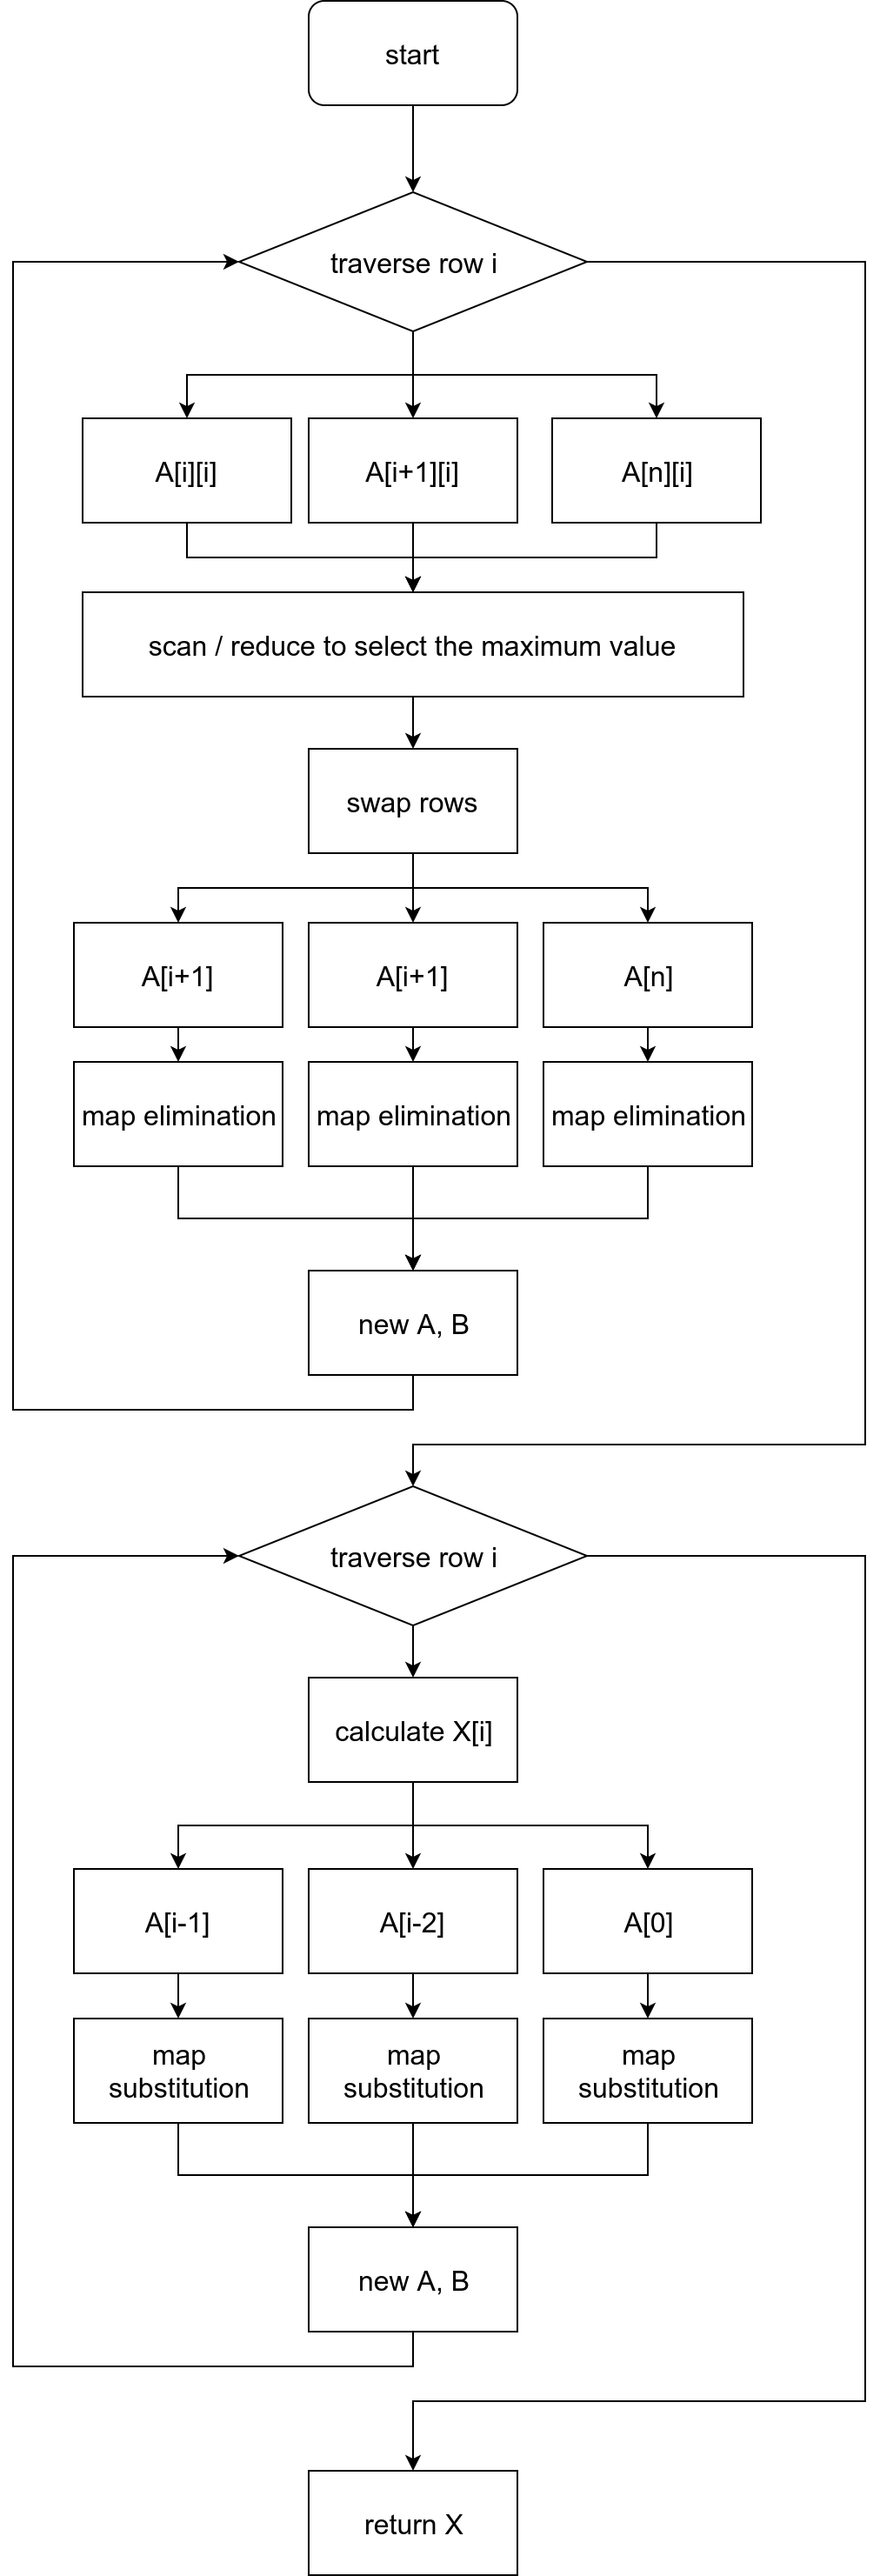 start
traverse row i
A[i][i]
A[i+1][i]
A[n][i]
scan / reduce to select the maximum value
swap rows
A[i+1]
A[i+1]
A[n]
map elimination
map elimination
map elimination
new A, B
traverse row i
calculate X[i]
A[i-1]
A[i-2]
A[0]
map
substitution
map
substitution
map
substitution
new A, B
return X